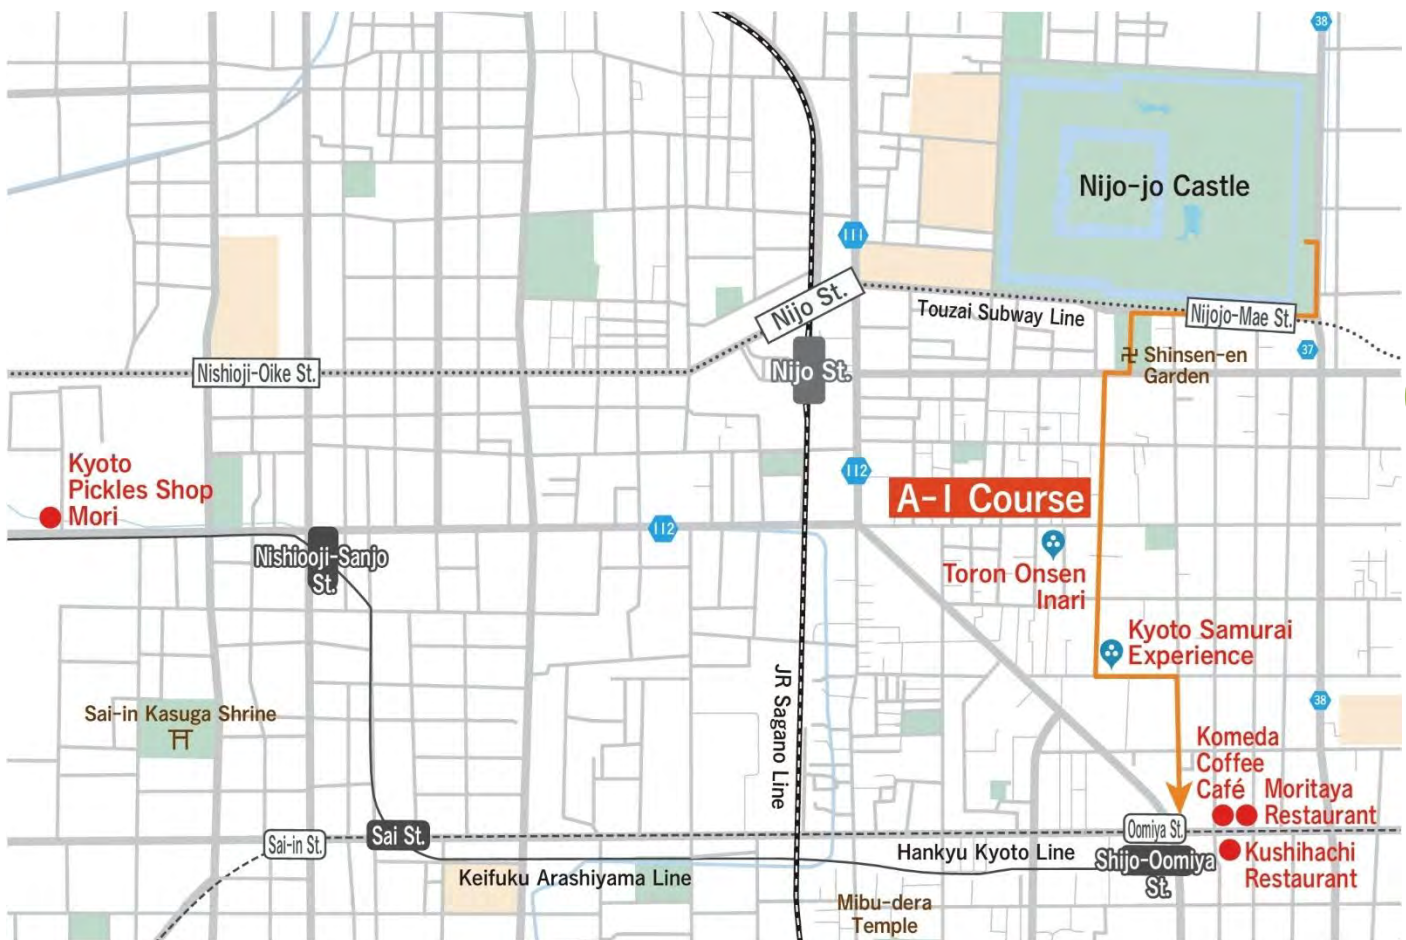 38
Nijo-jo Castle
111
Nijo St.
Touzai Subway Line
Nijojo-Mae St.
37
Shinsen-en
Garden
Nishioji-Oike St.
Nijo St.
Kyoto
Pickles Shop
Mori
112
A-1 Course
112
Nishiooji-Sanjo
St.
Toron Onsen
Inari
Kyoto Samurai
Experience
JR Sagano Line
38
Sai-in Kasuga Shrine
Komeda
Coffee
Café
Moritaya
Restaurant
Sai-in St.
Sai St.
Oomiya St.
Hankyu Kyoto Line
Shijo-Oomiya
St.
Kushihachi
Restaurant
Keifuku Arashiyama Line
Mibu-dera
Temple